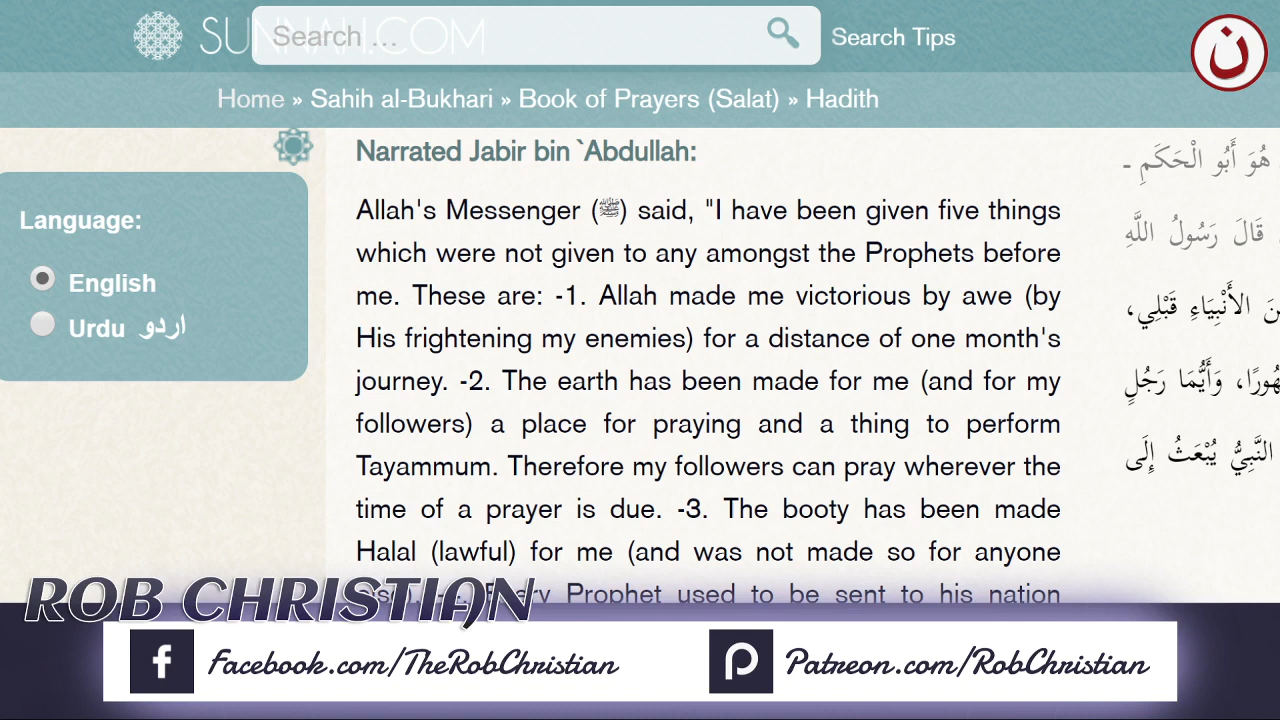 SUNNAH.COM
Search ...
Search Tips
ن
Home » Sahih al-Bukhari » Book of Prayers (Salat) » Hadith
Language:
English
Urdu اردو
Narrated Jabir bin `Abdullah:
Allah's Messenger (ﷺ) said, "I have been given five things
which were not given to any amongst the Prophets before
me. These are: -1. Allah made me victorious by awe (by
His frightening my enemies) for a distance of one month's
journey. -2. The earth has been made for me (and for my
followers) a place for praying and a thing to perform
Tayammum. Therefore my followers can pray wherever the
time of a prayer is due. -3. The booty has been made
Halal (lawful) for me (and was not made so for anyone
Prophet used to be sent to his nation
هُوَ أَبُو الْحَكَمِ ـ
قَالَ رَسُولُ اللَّهِ
الأَنْبِيَاءِ قَبْلِي،
وَأَيُّمَا رَجُلٍ
النَّبِيُّ يُبْعَثُ إِلَى
ROB CHRISTIAN
Facebook.com/TheRobChristian
Patreon.com/RobChristian